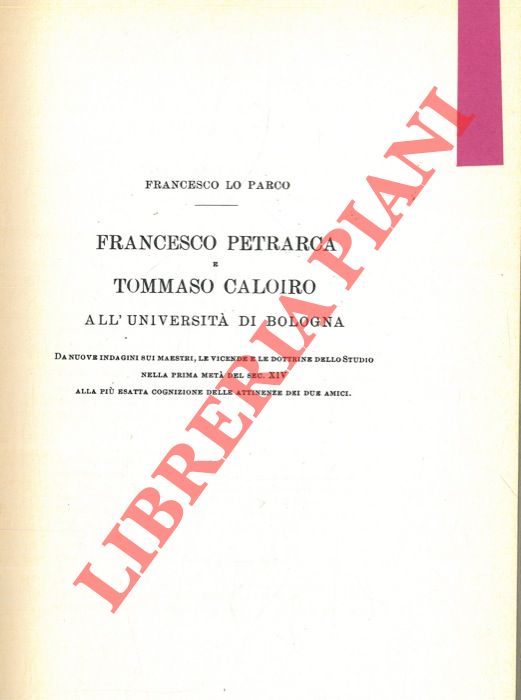 FRANCESCO LO PARCO
FRANCESCO PETRARCA
E
TOMMASO CALOIRO
ALL'UNIVERSITÀ DI BOLOGNA
DA NUOVE INDAGINI SUI MAESTRI, LE VICENDE E LE DOTTRINE DELLO STUDIO
NELLA PRIMA METÀ DEL SEC. XIV
ALLA PIÙ ESATTA COGNIZIONE DELLE ATTINENZE DEI DUE AMICI.
LIBRERIA PIANI